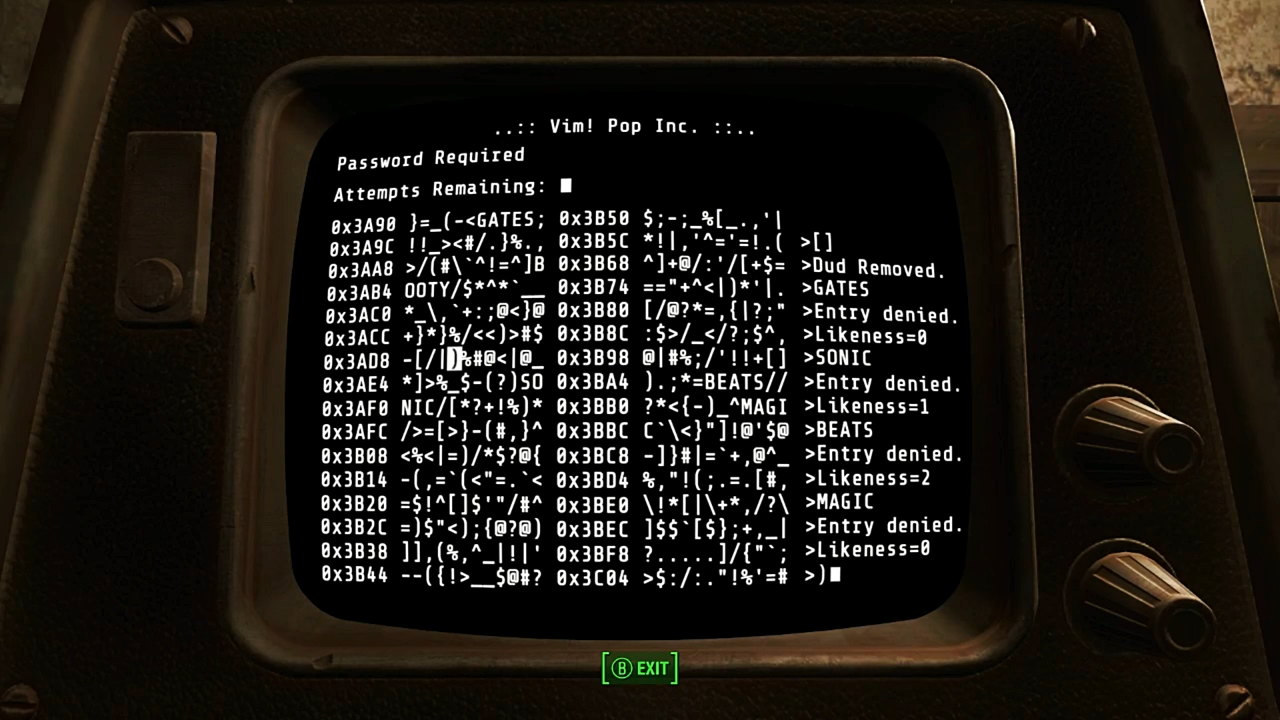 ..:: Vim! Pop Inc. ::..
Password Required
Attempts Remaining: ■
0x3A90 }=_(-<GATES; 0x3B50 $;-;_%[_.,'|
0x3A9C !!_><#/.}%., 0x3B5C *!|,'^='=!.( >[]
0x3AA8 >/(#\`^!=^]B 0x3B68 ^]+@/:'/[+$= >Dud Removed.
0x3AB4 OOTY/$*^*`__ 0x3B74 =="+^<|)*'|. >GATES
0x3AC0 *_\,`+:;@<}@ 0x3B80 [/@?*=,{|?;" >Entry denied.
0x3ACC +}*}%/<<)>#$ 0x3B8C :$>/_</?;$^, >Likeness=0
0x3AD8 -[/|)%#@<|@_ 0x3B98 @|#%;/'!!+[] >SONIC
0x3AE4 *]>%_$-(?)SO 0x3BA4 ).;*=BEATS// >Entry denied.
0x3AF0 NIC/[*?+!%)* 0x3BB0 ?*<{-)_^MAGI >Likeness=1
0x3AFC />=[>}-(#,}^ 0x3BBC C`\<}"]!@'$@ >BEATS
0x3B08 <%<|=)/*$?@{ 0x3BC8 -]}#|=`+,@^_ >Entry denied.
0x3B14 -(,=`(<"=.`< 0x3BD4 %,"!(;.=.[#, >Likeness=2
0x3B20 =$!^[]$'"/#^ 0x3BE0 \!*[|\+*,/?\ >MAGIC
0x3B2C =)$"<);{@?@) 0x3BEC ]$$`[$};+,_| >Entry denied.
0x3B38 ]],(%,^_|!|' 0x3BF8 ?.....]/{"`; >Likeness=0
0x3B44 --({!>__$@#? 0x3C04 >$:/:."!%'=# >)■
[Ⓑ EXIT]